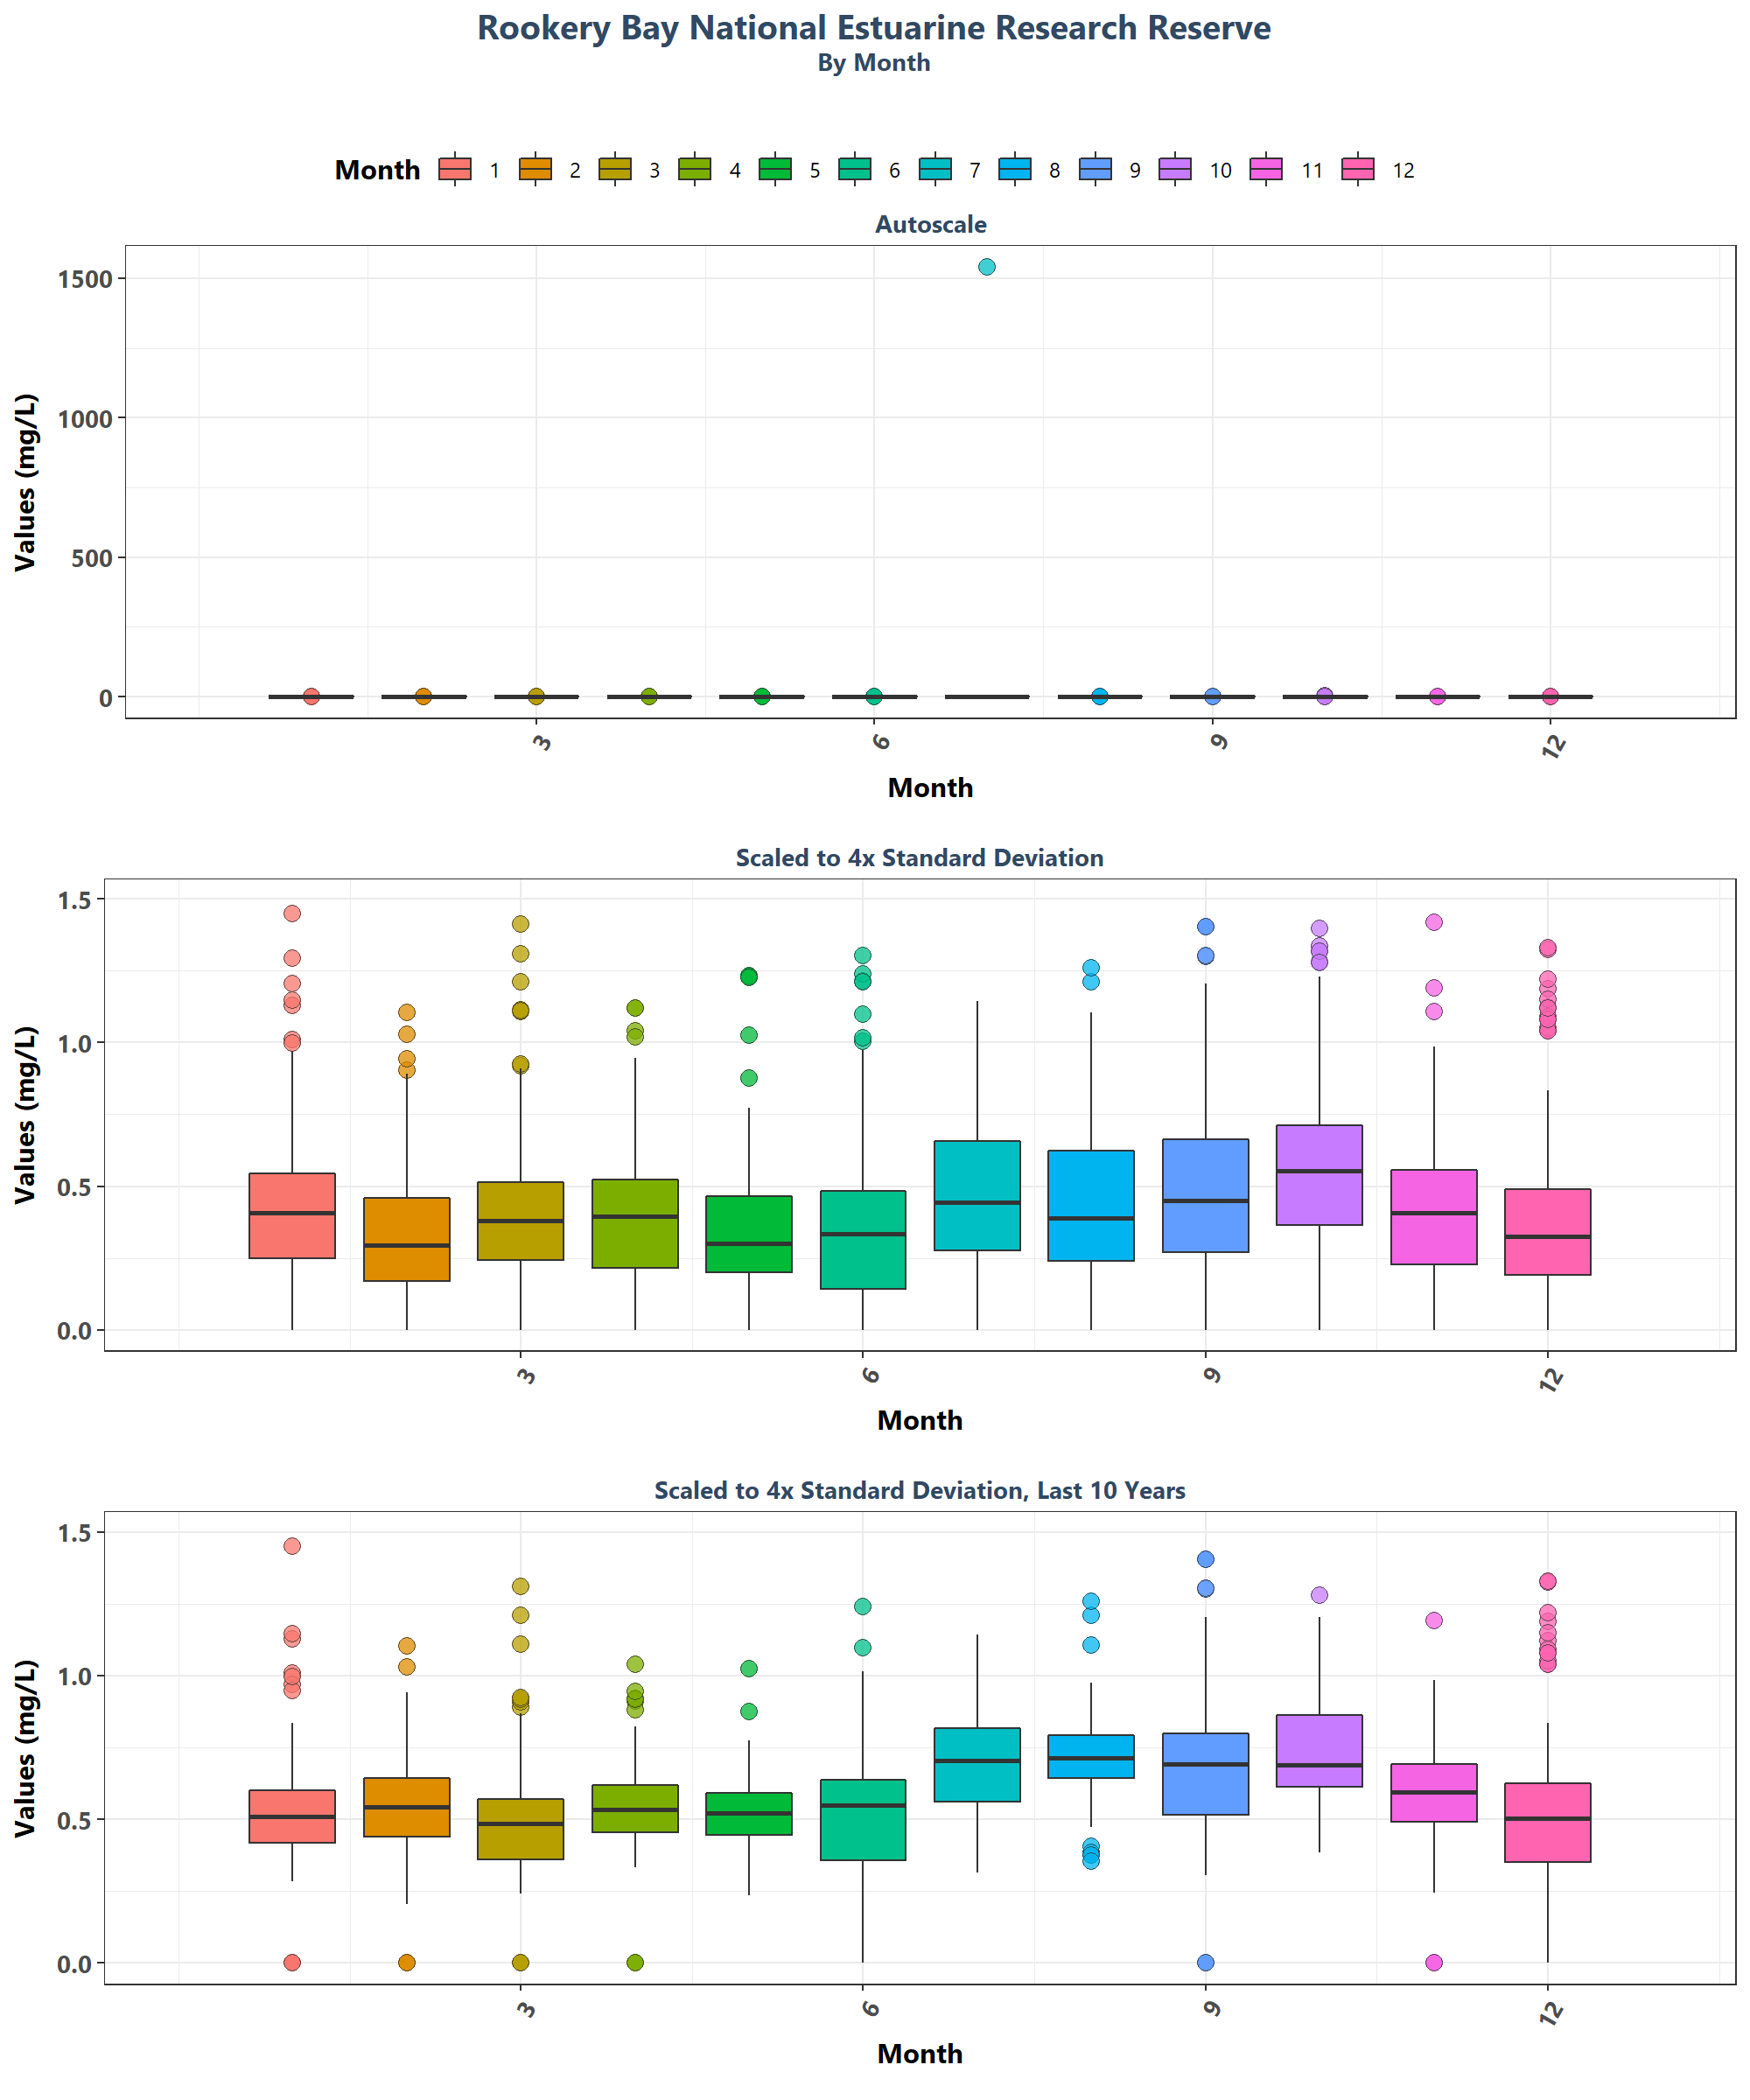 Rookery Bay National Estuarine Research Reserve
By Month
Month 1 2 3 4 5 6 7 8 9 10 11 12
Autoscale
Values (mg/L)
1500
1000
500
0
3 6 9 12
Month
Scaled to 4x Standard Deviation
Values (mg/L)
1.5
1.0
0.5
0.0
3 6 9 12
Month
Scaled to 4x Standard Deviation, Last 10 Years
Values (mg/L)
1.5
1.0
0.5
0.0
3 6 9 12
Month